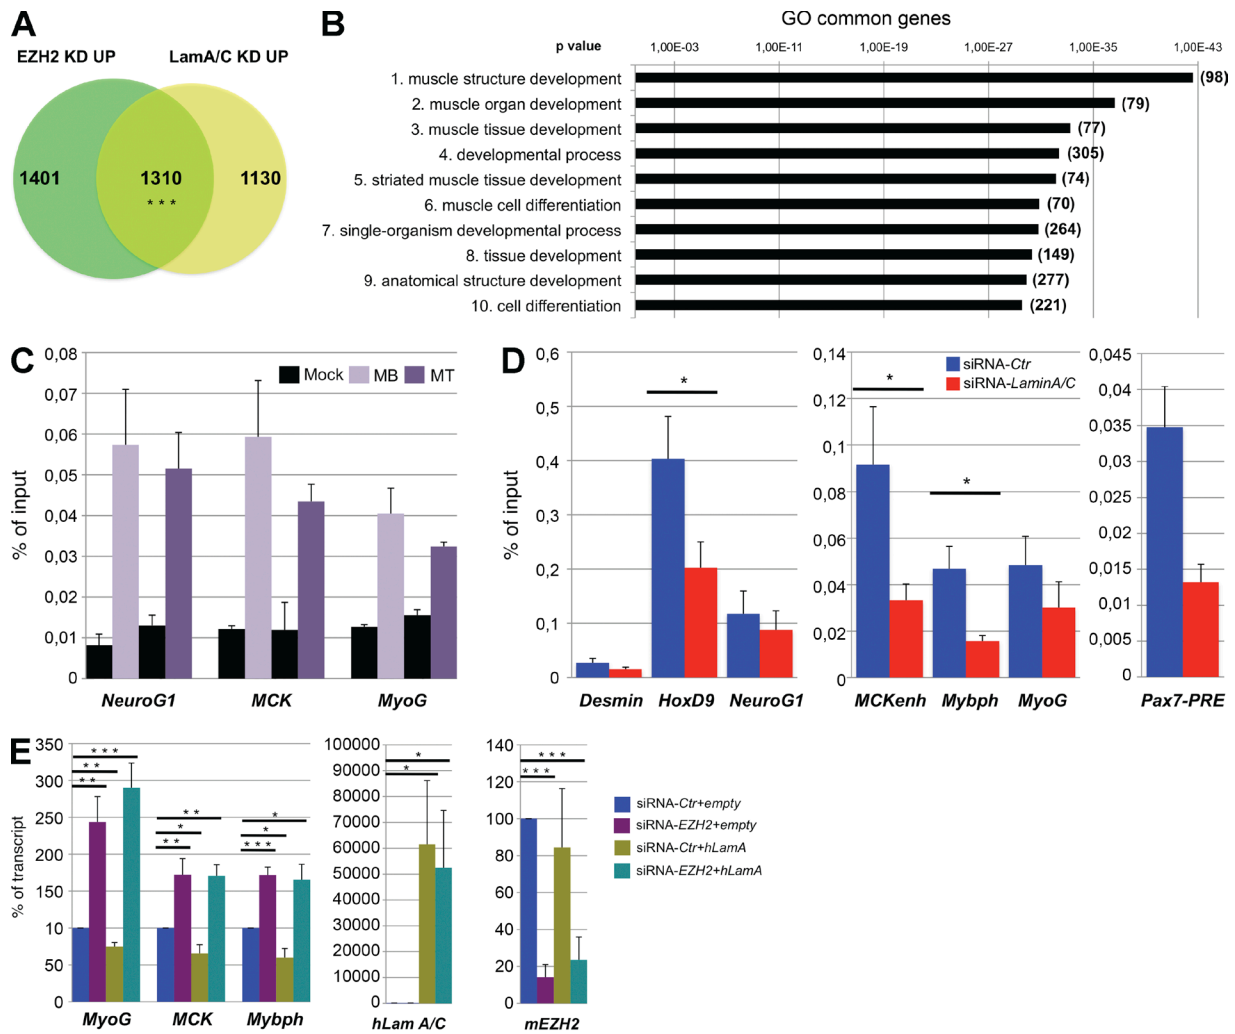 A
EZH2 KD UP
LamA/C KD UP
1401
1310
1130
* * *
B
GO common genes
p value
1,00E-03
1,00E-11
1,00E-19
1,00E-27
1,00E-35
1,00E-43
1. muscle structure development
(98)
2. muscle organ development
(79)
3. muscle tissue development
(77)
4. developmental process
(305)
5. striated muscle tissue development
(74)
6. muscle cell differentiation
(70)
7. single-organism developmental process
(264)
8. tissue development
(149)
9. anatomical structure development
(277)
10. cell differentiation
(221)
C
% of input
0,08
0,07
0,06
0,05
0,04
0,03
0,02
0,01
0
Mock
MB
MT
NeuroG1
MCK
MyoG
D
% of input
0,6
0,5
0,4
0,3
0,2
0,1
0
*
Desmin
HoxD9
NeuroG1
0,14
0,12
0,1
0,08
0,06
0,04
0,02
0
*
*
siRNA-Ctr
siRNA-LaminA/C
MCKenh
Mybph
MyoG
0,045
0,04
0,035
0,03
0,025
0,02
0,015
0,01
0,005
0
Pax7-PRE
E
% of transcript
350
300
250
200
150
10
50
0
* * *
* *
* *
* *
*
* *
*
*
* * *
MyoG
MCK
Mybph
100000
90000
80000
70000
60000
50000
40000
30000
20000
10000
0
*
*
hLam A/C
140
120
100
80
60
40
20
0
* * *
* * *
mEZH2
siRNA-Ctr+empty
siRNA-EZH2+empty
siRNA-Ctr+hLamA
siRNA-EZH2+hLamA